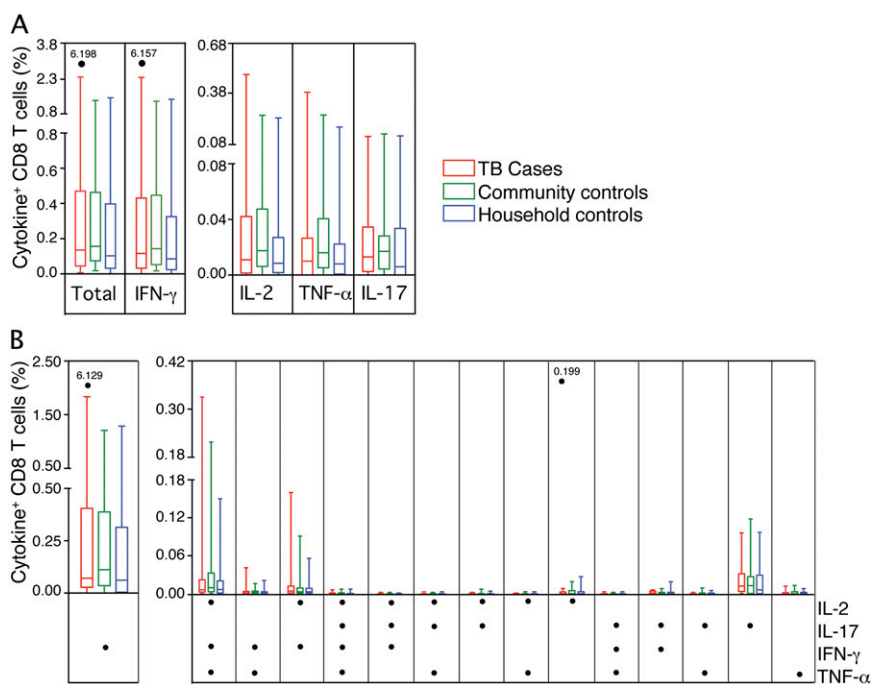 A
Cytokine+ CD8 T cells (%)
3.8
2.3
0.8
0.8
0.6
0.4
0.2
0.0
6.198
6.157
Total
IFN-γ
0.68
0.38
0.08
0.08
0.04
0.00
IL-2
TNF-α
IL-17
TB Cases
Community controls
Household controls
B
Cytokine+ CD8 T cells (%)
2.50
1.50
0.50
0.50
0.25
0.00
6.129
0.42
0.30
0.18
0.18
0.12
0.06
0.00
0.199
IL-2
IL-17
IFN-γ
TNF-α